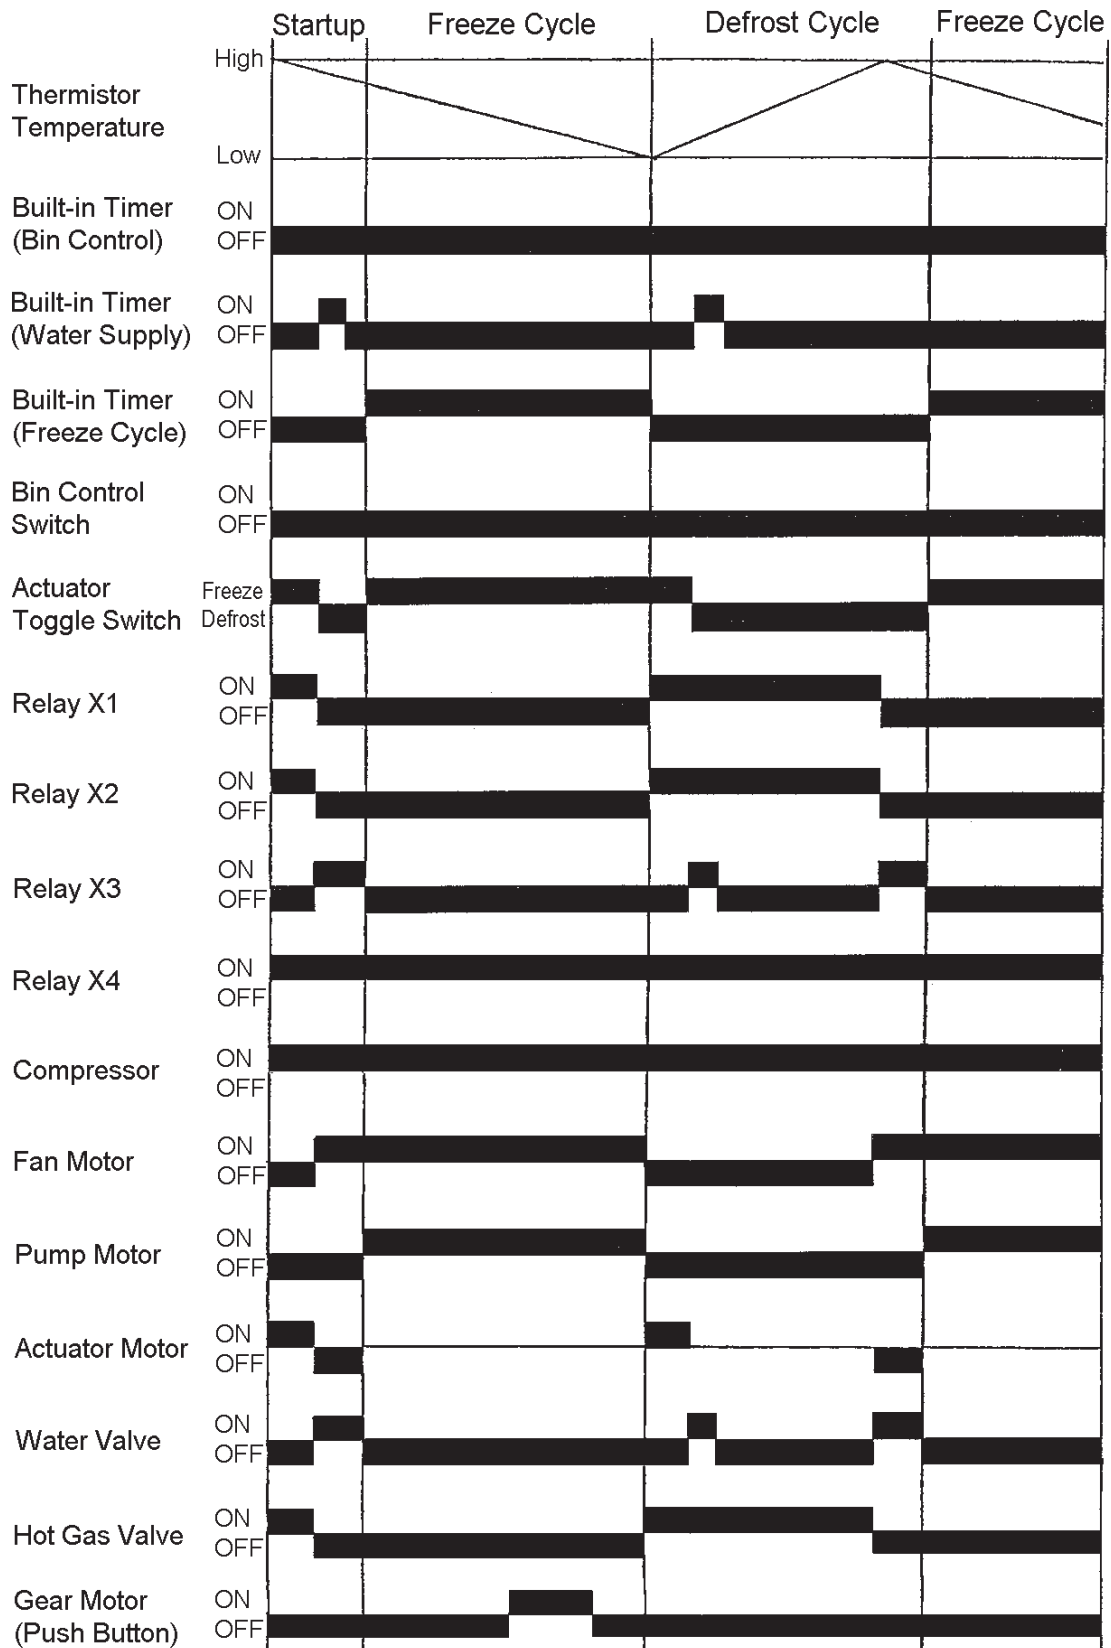 Startup Freeze Cycle Defrost Cycle Freeze Cycle
High
Thermistor
Temperature
Low
Built-in Timer ON
(Bin Control) OFF
Built-in Timer ON
(Water Supply) OFF
Built-in Timer ON
(Freeze Cycle) OFF
Bin Control ON
Switch OFF
Actuator Freeze
Toggle Switch Defrost
ON
Relay X1
OFF
ON
Relay X2
OFF
ON
Relay X3
OFF
ON
Relay X4
OFF
ON
Compressor
OFF
ON
Fan Motor
OFF
ON
Pump Motor
OFF
ON
Actuator Motor
OFF
ON
Water Valve
OFF
ON
Hot Gas Valve
OFF
Gear Motor ON
(Push Button) OFF